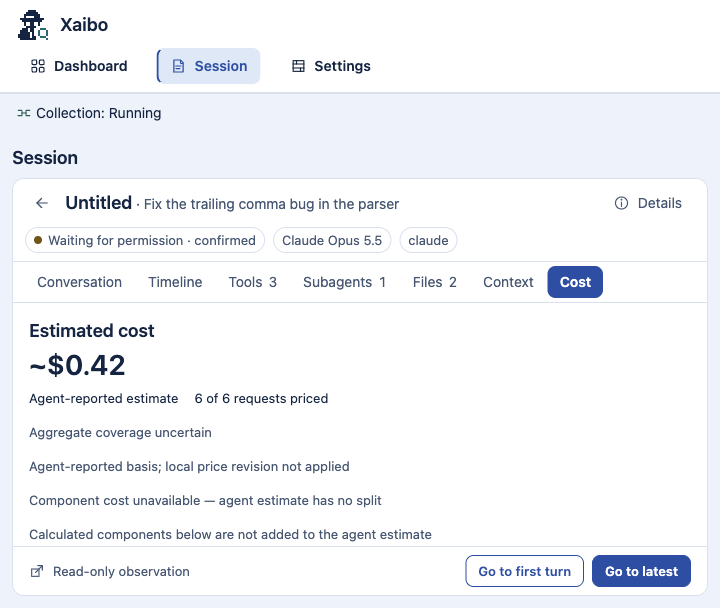 Xaibo
Dashboard Session Settings
Collection: Running
Session
Untitled · Fix the trailing comma bug in the parser Details
Waiting for permission · confirmed Claude Opus 5.5 claude
Conversation Timeline Tools 3 Subagents 1 Files 2 Context Cost
Estimated cost
~$0.42
Agent-reported estimate 6 of 6 requests priced
Aggregate coverage uncertain
Agent-reported basis; local price revision not applied
Component cost unavailable — agent estimate has no split
Calculated components below are not added to the agent estimate
Read-only observation Go to first turn Go to latest